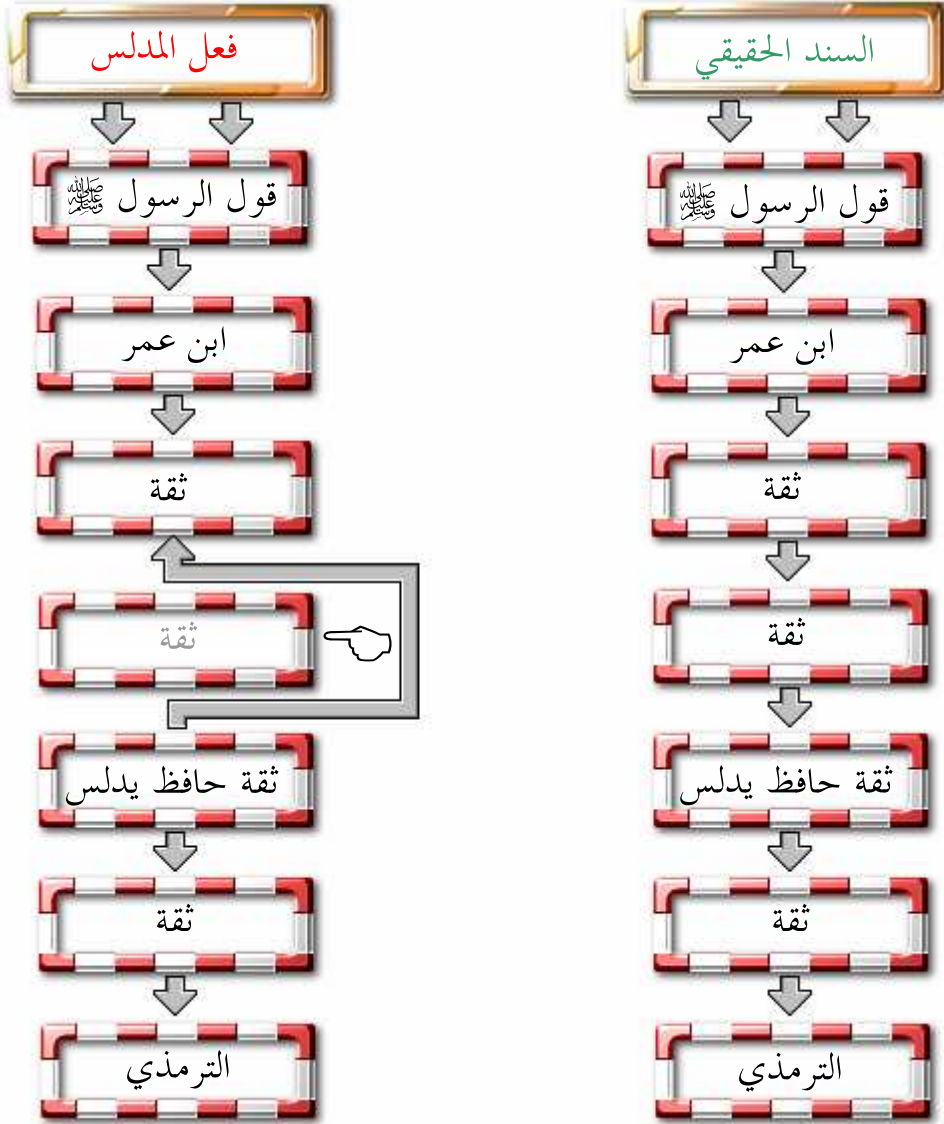 السند الحقيقي
قول الرسول ﷺ
ابن عمر
ثقة
ثقة
ثقة حافظ يدلس
ثقة
الترمذي
فعل المدلس
قول الرسول ﷺ
ابن عمر
ثقة
ثقة
ثقة حافظ يدلس
ثقة
الترمذي